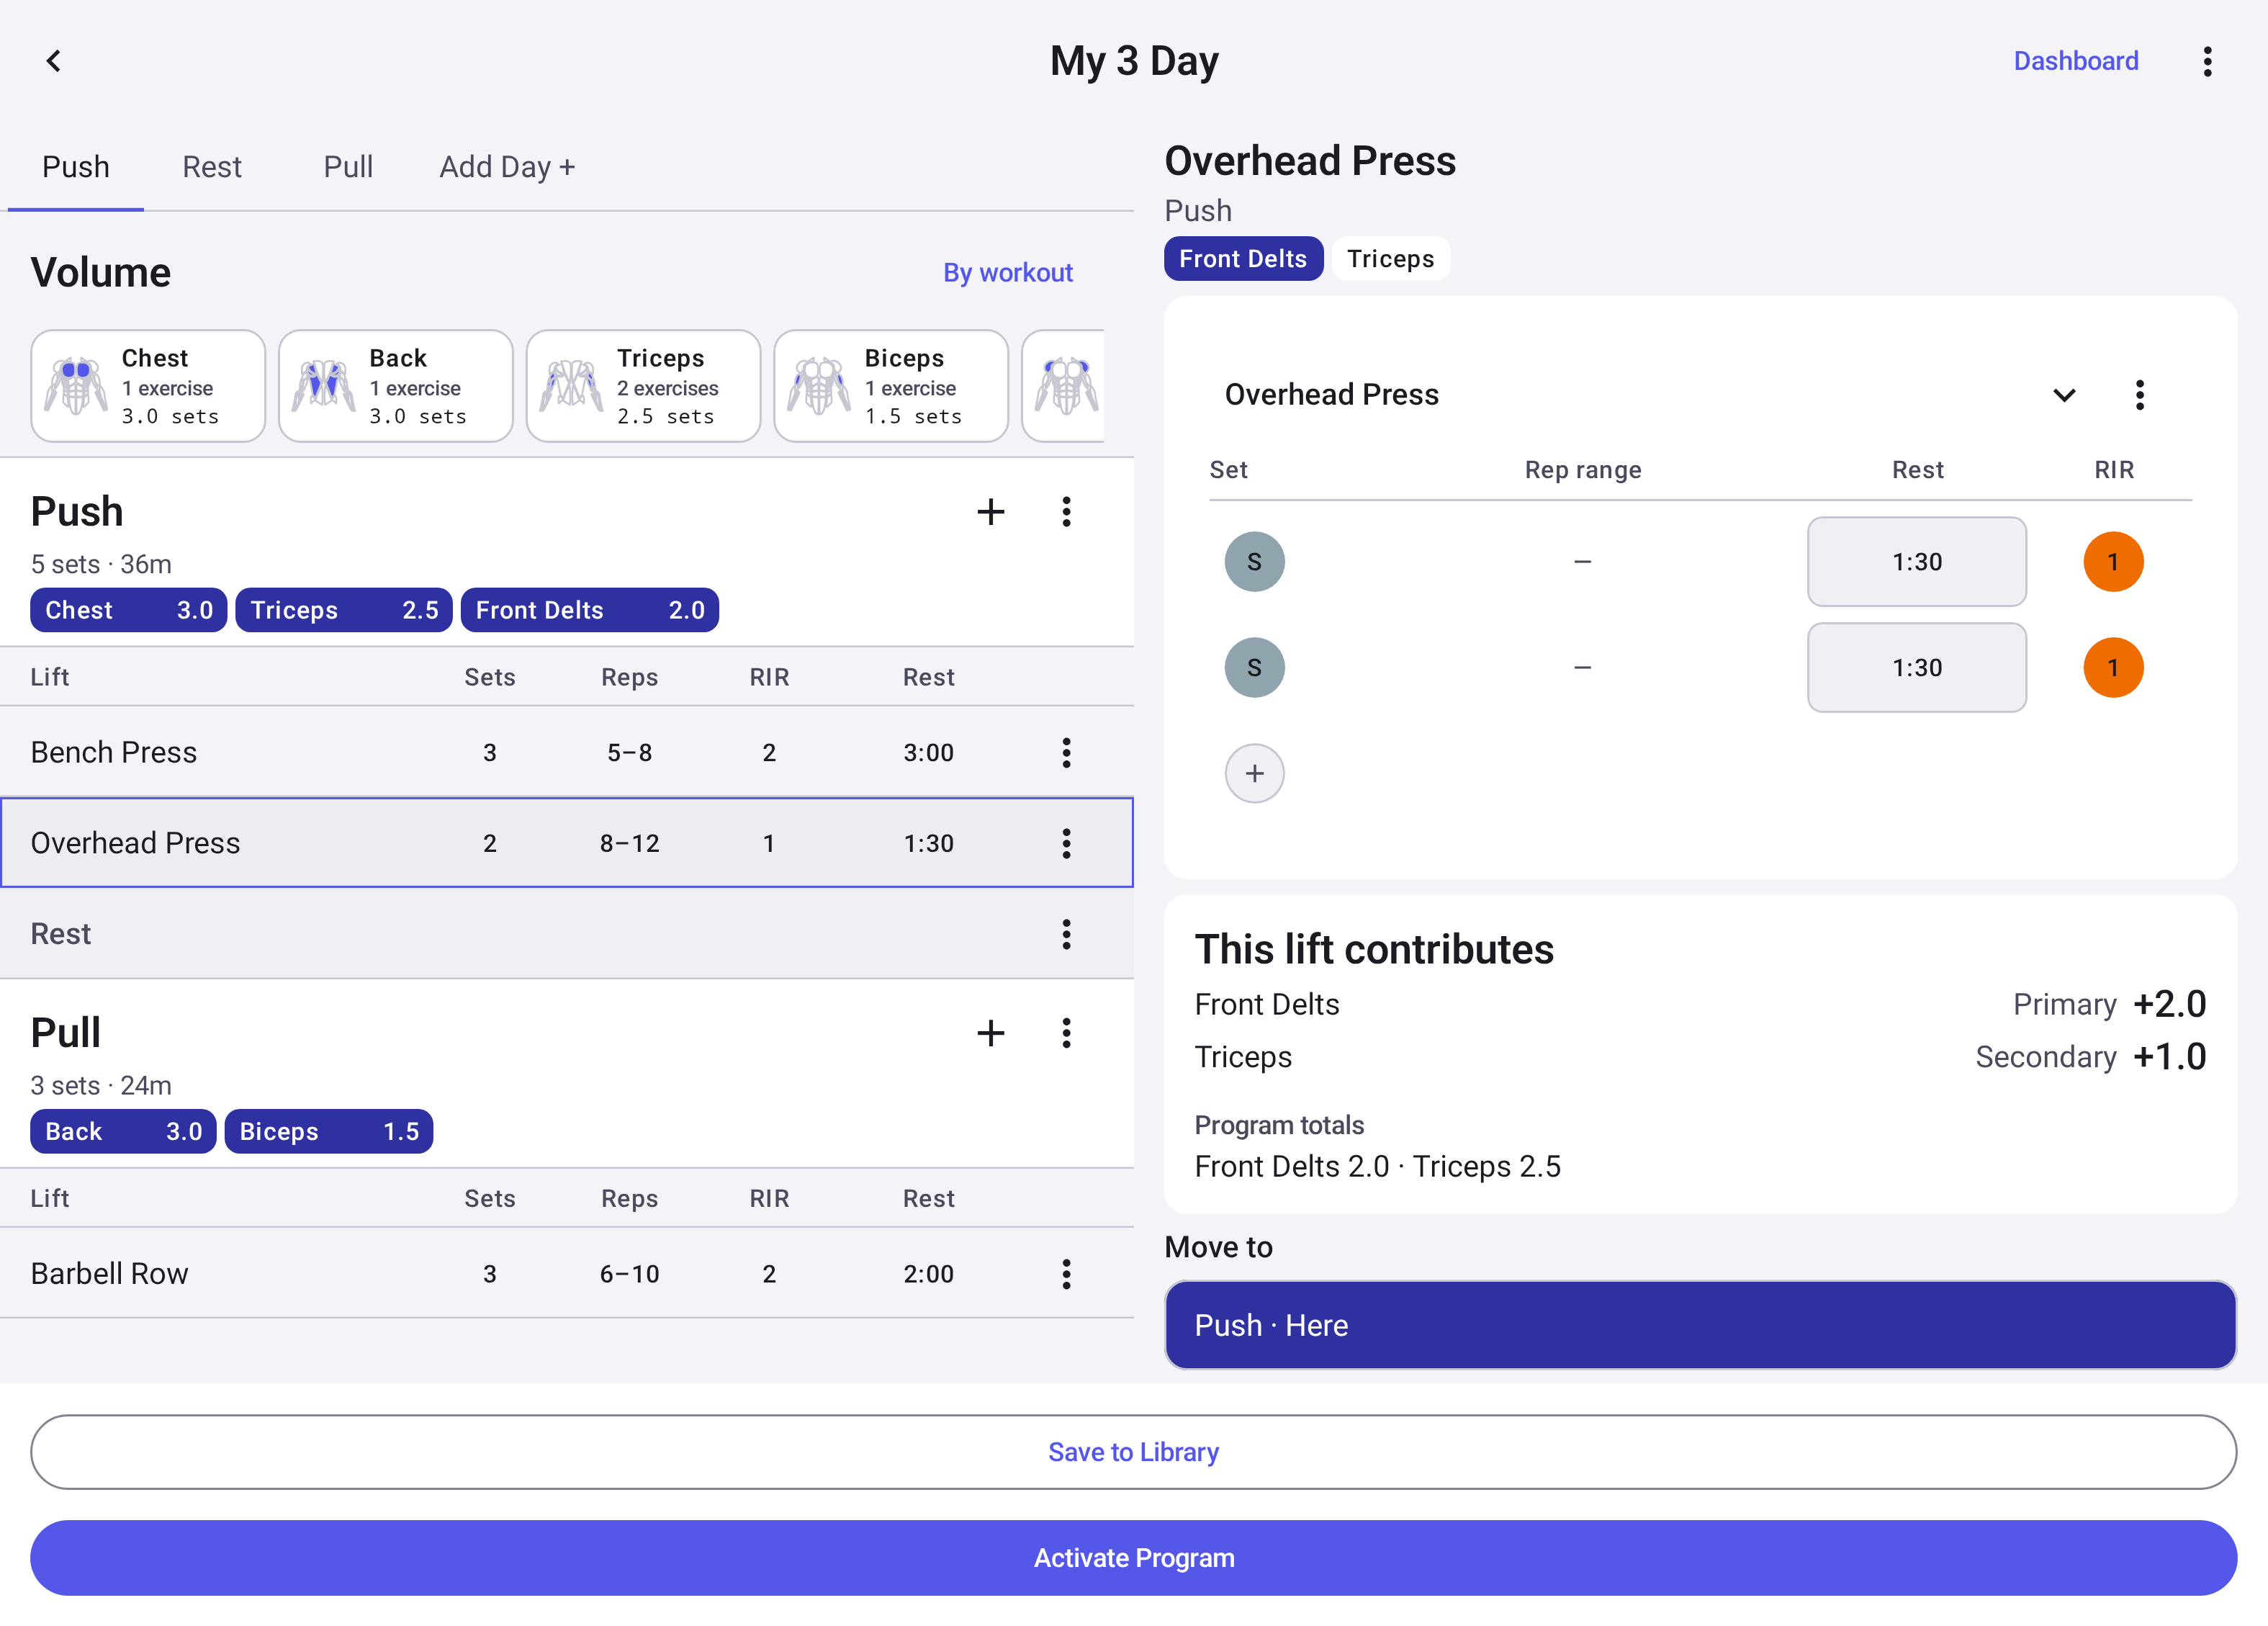 My 3 Day
Dashboard
Push Rest Pull Add Day +
Volume
By workout
Chest
1 exercise
3.0 sets
Back
1 exercise
3.0 sets
Triceps
2 exercises
2.5 sets
Biceps
1 exercise
1.5 sets
Push
5 sets · 36m
Chest 3.0 Triceps 2.5 Front Delts 2.0
Lift Sets Reps RIR Rest
Bench Press 3 5–8 2 3:00
Overhead Press 2 8–12 1 1:30
Rest
Pull
3 sets · 24m
Back 3.0 Biceps 1.5
Lift Sets Reps RIR Rest
Barbell Row 3 6–10 2 2:00
Overhead Press
Push
Front Delts Triceps
Overhead Press
Set Rep range Rest RIR
S – 1:30 1
S – 1:30 1
+
This lift contributes
Front Delts Primary +2.0
Triceps Secondary +1.0
Program totals
Front Delts 2.0 · Triceps 2.5
Move to
Push · Here
Save to Library
Activate Program